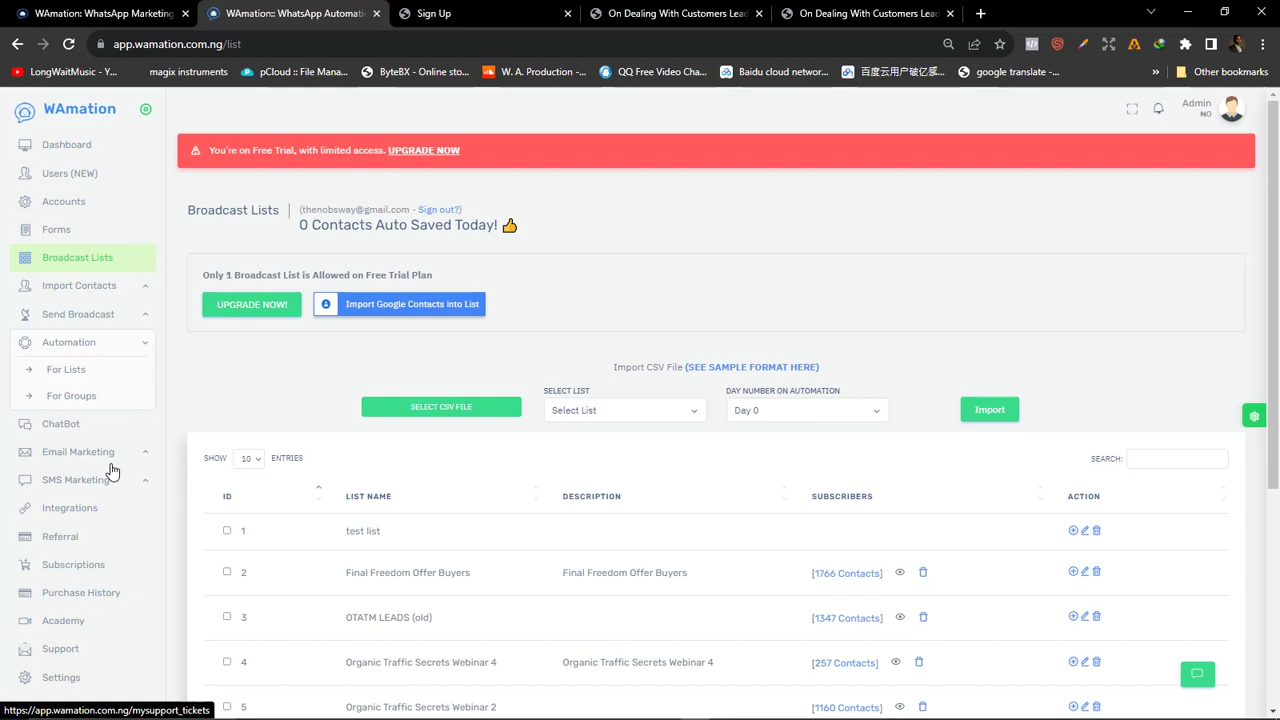 WAmation:: WhatsApp Marketing
WAmation:: WhatsApp Automati
Sign Up
On Dealing With Customers Lead
On Dealing With Customers Lead
app.wamation.com.ng/list
LongWaitMusic - Y...
magix instruments
pCloud :: File Mana...
ByteBX - Online sto...
W. A. Production -...
QQ Free Video Cha...
Baidu cloud networ...
百度云用户破亿感...
google translate -...
»
Other bookmarks
WAmation
Admin
NG
Dashboard
Users (NEW)
Accounts
Forms
Broadcast Lists
Import Contacts
Send Broadcast
Automation
For Lists
For Groups
ChatBot
Email Marketing
SMS Marketing
Integrations
Referral
Subscriptions
Purchase History
Academy
Support
Settings
You're on Free Trial, with limited access. UPGRADE NOW
Broadcast Lists
(thenobsway@gmail.com - Sign out?)
0 Contacts Auto Saved Today! 👍
Only 1 Broadcast List is Allowed on Free Trial Plan
UPGRADE NOW!
Import Google Contacts into List
Import CSV File (SEE SAMPLE FORMAT HERE)
SELECT CSV FILE
SELECT LIST
Select List
DAY NUMBER ON AUTOMATION
Day 0
Import
SHOW 10 ENTRIES
SEARCH:
ID LIST NAME DESCRIPTION SUBSCRIBERS ACTION
1 test list
2 Final Freedom Offer Buyers Final Freedom Offer Buyers [1766 Contacts]
3 OTATM LEADS (old) [1347 Contacts]
4 Organic Traffic Secrets Webinar 4 Organic Traffic Secrets Webinar 4 [257 Contacts]
5 Organic Traffic Secrets Webinar 2 [1160 Contacts]
https://app.wamation.com.ng/mysupport_tickets